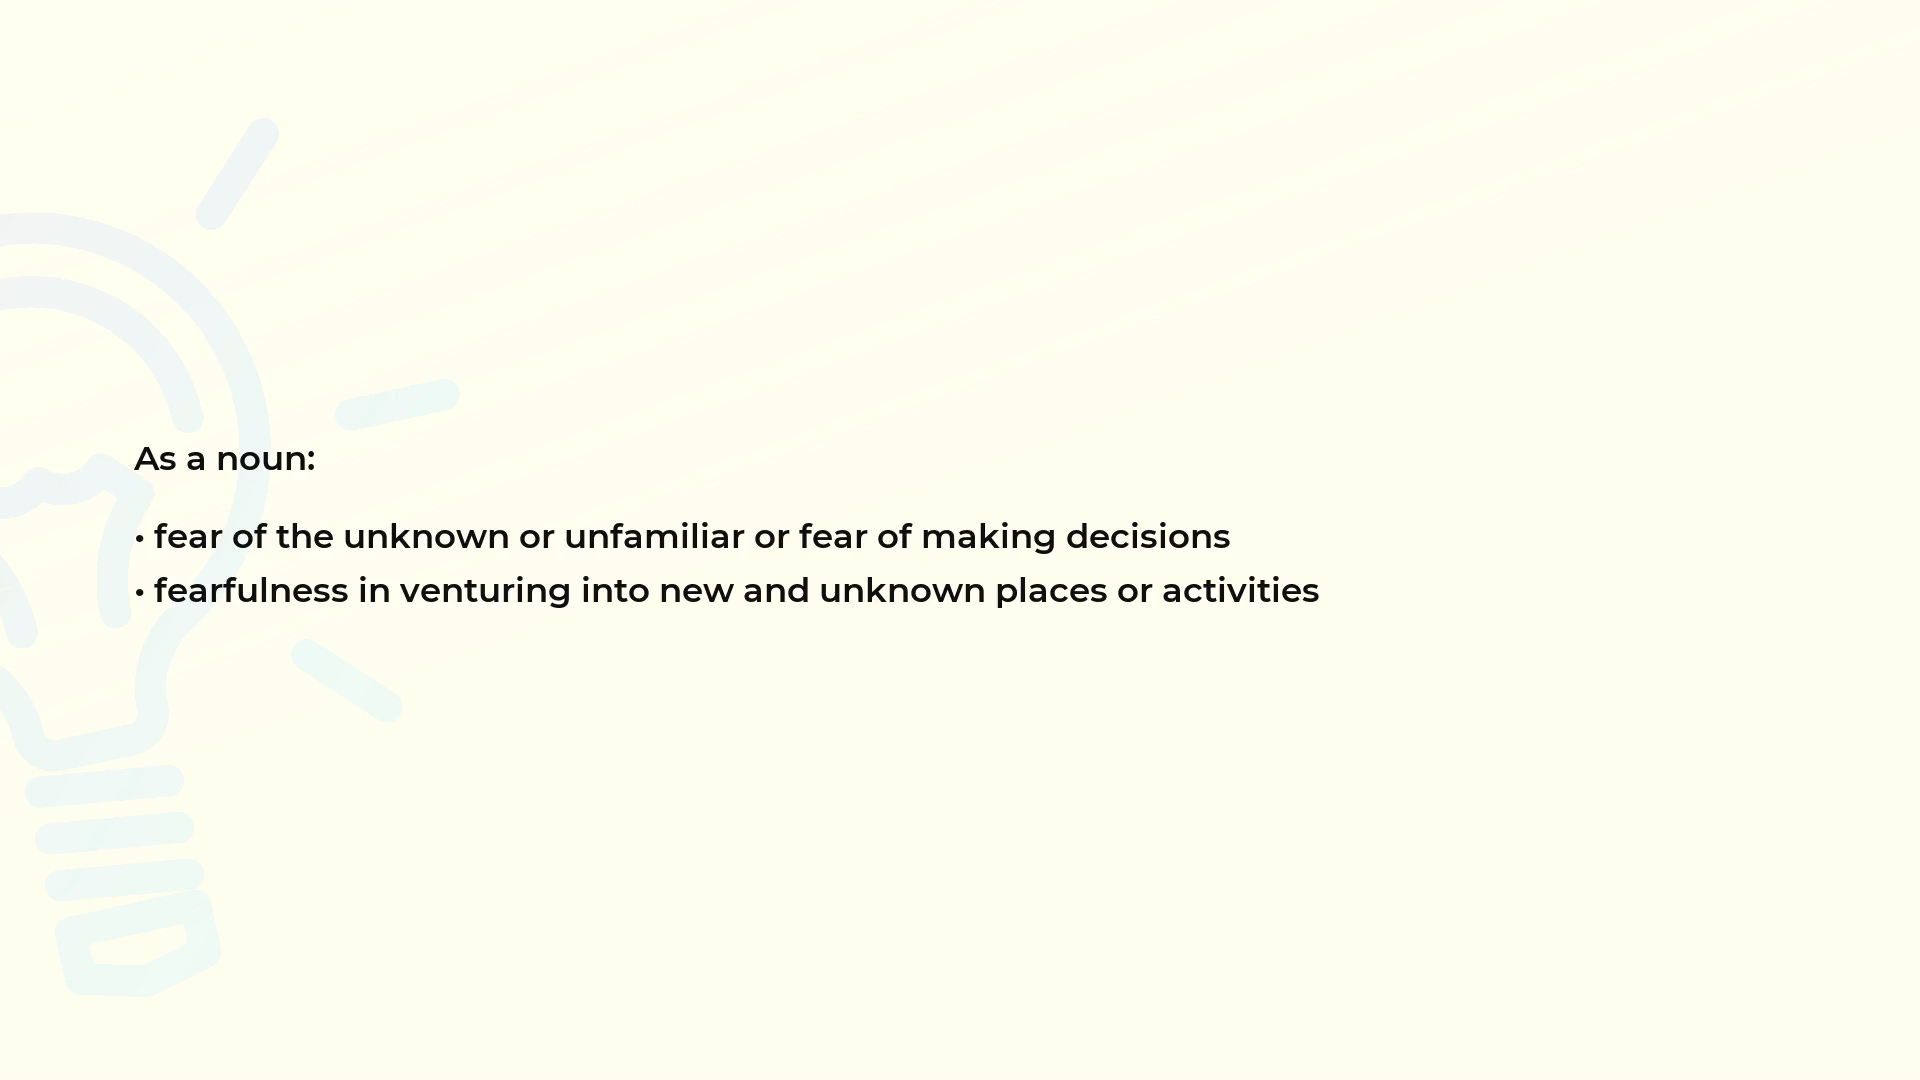 As a noun:
• fear of the unknown or unfamiliar or fear of making decisions
• fearfulness in venturing into new and unknown places or activities